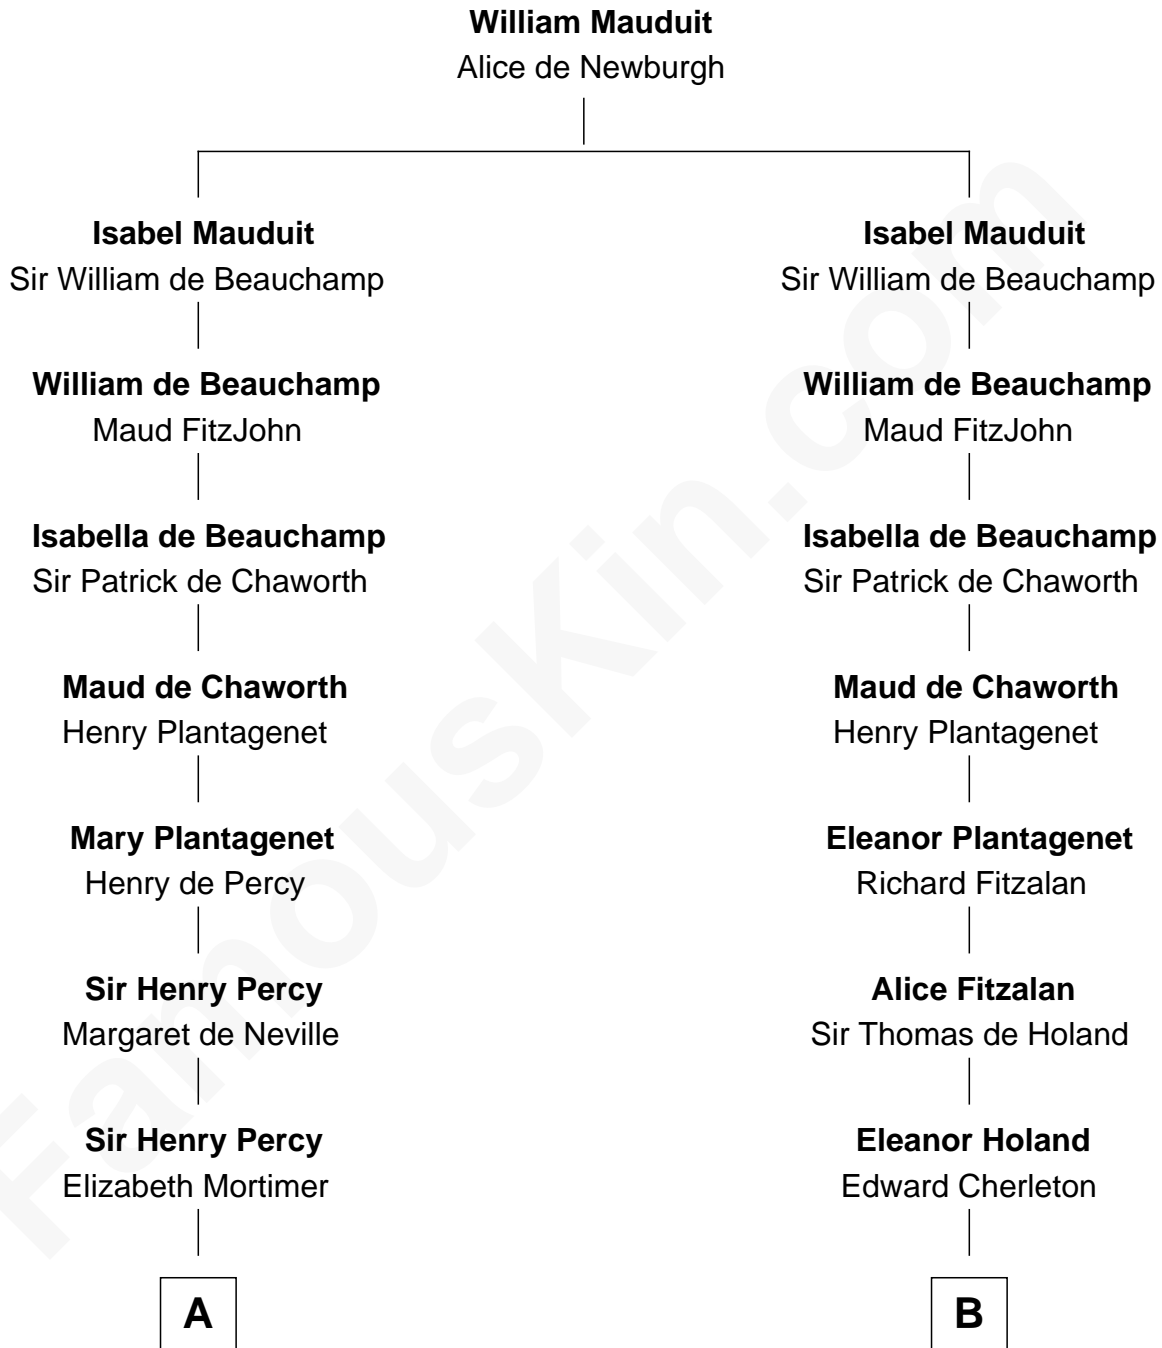 William Mauduit
Alice de Newburgh
Isabel Mauduit
Sir William de Beauchamp
William de Beauchamp
Maud FitzJohn
Isabella de Beauchamp
Sir Patrick de Chaworth
Maud de Chaworth
Henry Plantagenet
Mary Plantagenet
Henry de Percy
Sir Henry Percy
Margaret de Neville
Sir Henry Percy
Elizabeth Mortimer
A
Isabel Mauduit
Sir William de Beauchamp
William de Beauchamp
Maud FitzJohn
Isabella de Beauchamp
Sir Patrick de Chaworth
Maud de Chaworth
Henry Plantagenet
Eleanor Plantagenet
Richard Fitzalan
Alice Fitzalan
Sir Thomas de Holand
Eleanor Holand
Edward Cherleton
B
FamousKin.com